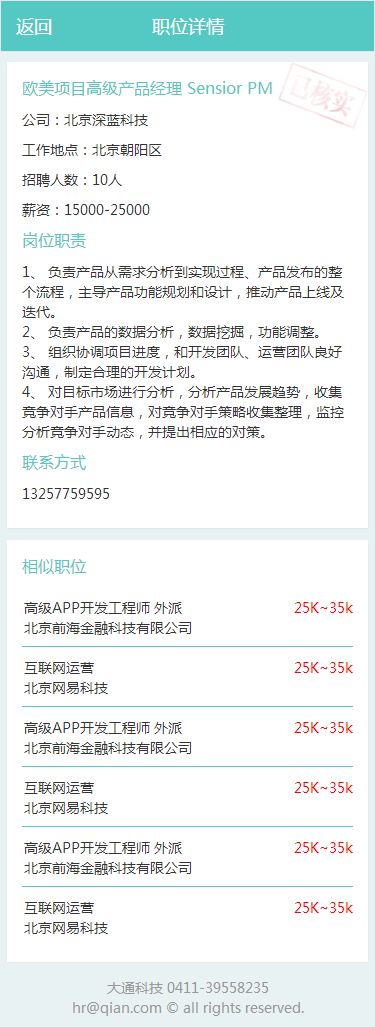 返回
职位详情
欧美项目高级产品经理 Sensior PM
已核实
公司：北京深蓝科技
工作地点：北京朝阳区
招聘人数：10人
薪资：15000-25000
岗位职责
1、 负责产品从需求分析到实现过程、产品发布的整
个流程，主导产品功能规划和设计，推动产品上线及
迭代。
2、 负责产品的数据分析，数据挖掘，功能调整。
3、 组织协调项目进度，和开发团队、运营团队良好
沟通，制定合理的开发计划。
4、 对目标市场进行分析，分析产品发展趋势，收集
竞争对手产品信息，对竞争对手策略收集整理，监控
分析竞争对手动态，并提出相应的对策。
联系方式
13257759595
相似职位
高级APP开发工程师 外派 25K~35k
北京前海金融科技有限公司
互联网运营 25K~35k
北京网易科技
高级APP开发工程师 外派 25K~35k
北京前海金融科技有限公司
互联网运营 25K~35k
北京网易科技
高级APP开发工程师 外派 25K~35k
北京前海金融科技有限公司
互联网运营 25K~35k
北京网易科技
大通科技 0411-39558235
hr@qian.com © all rights reserved.